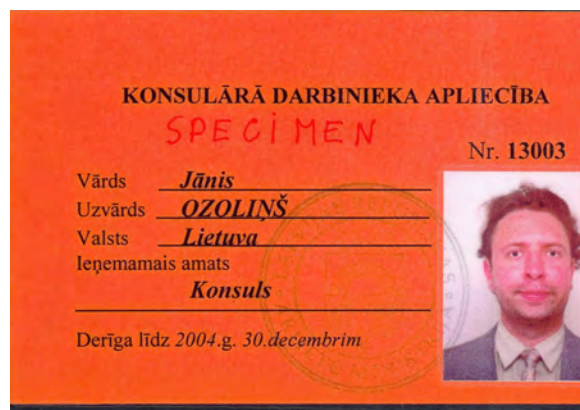 KONSULĀRĀ DARBINIEKA APLIECĪBA
SPECIMEN
Nr. 13003
Vārds Jānis
Uzvārds OZOLIŅŠ
Valsts Lietuva
Ieņemamais amats
Konsuls
Derīga līdz 2004.g. 30.decembrim